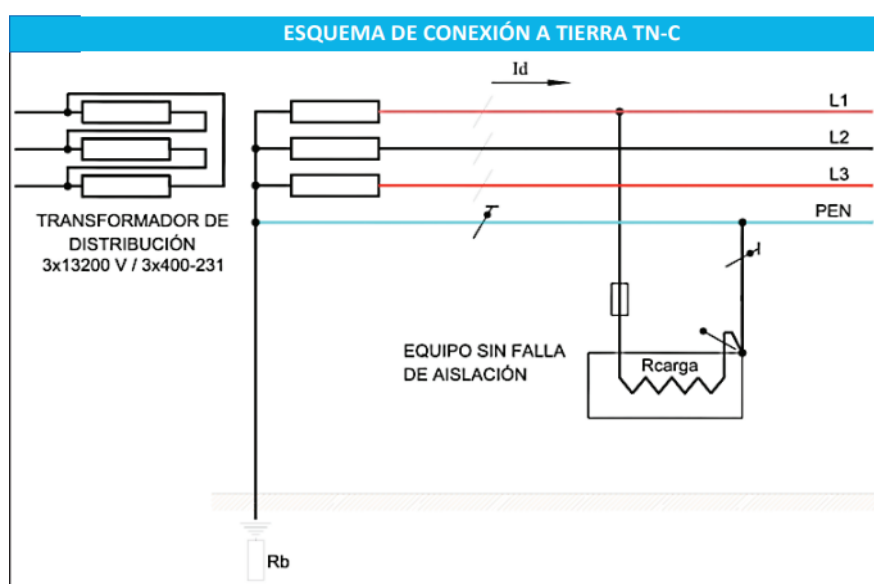 ESQUEMA DE CONEXIÓN A TIERRA TN-C
Id
L1
L2
L3
PEN
TRANSFORMADOR DE
DISTRIBUCIÓN
3x13200 V / 3x400-231
EQUIPO SIN FALLA
DE AISLACIÓN
Rcarga
Rb